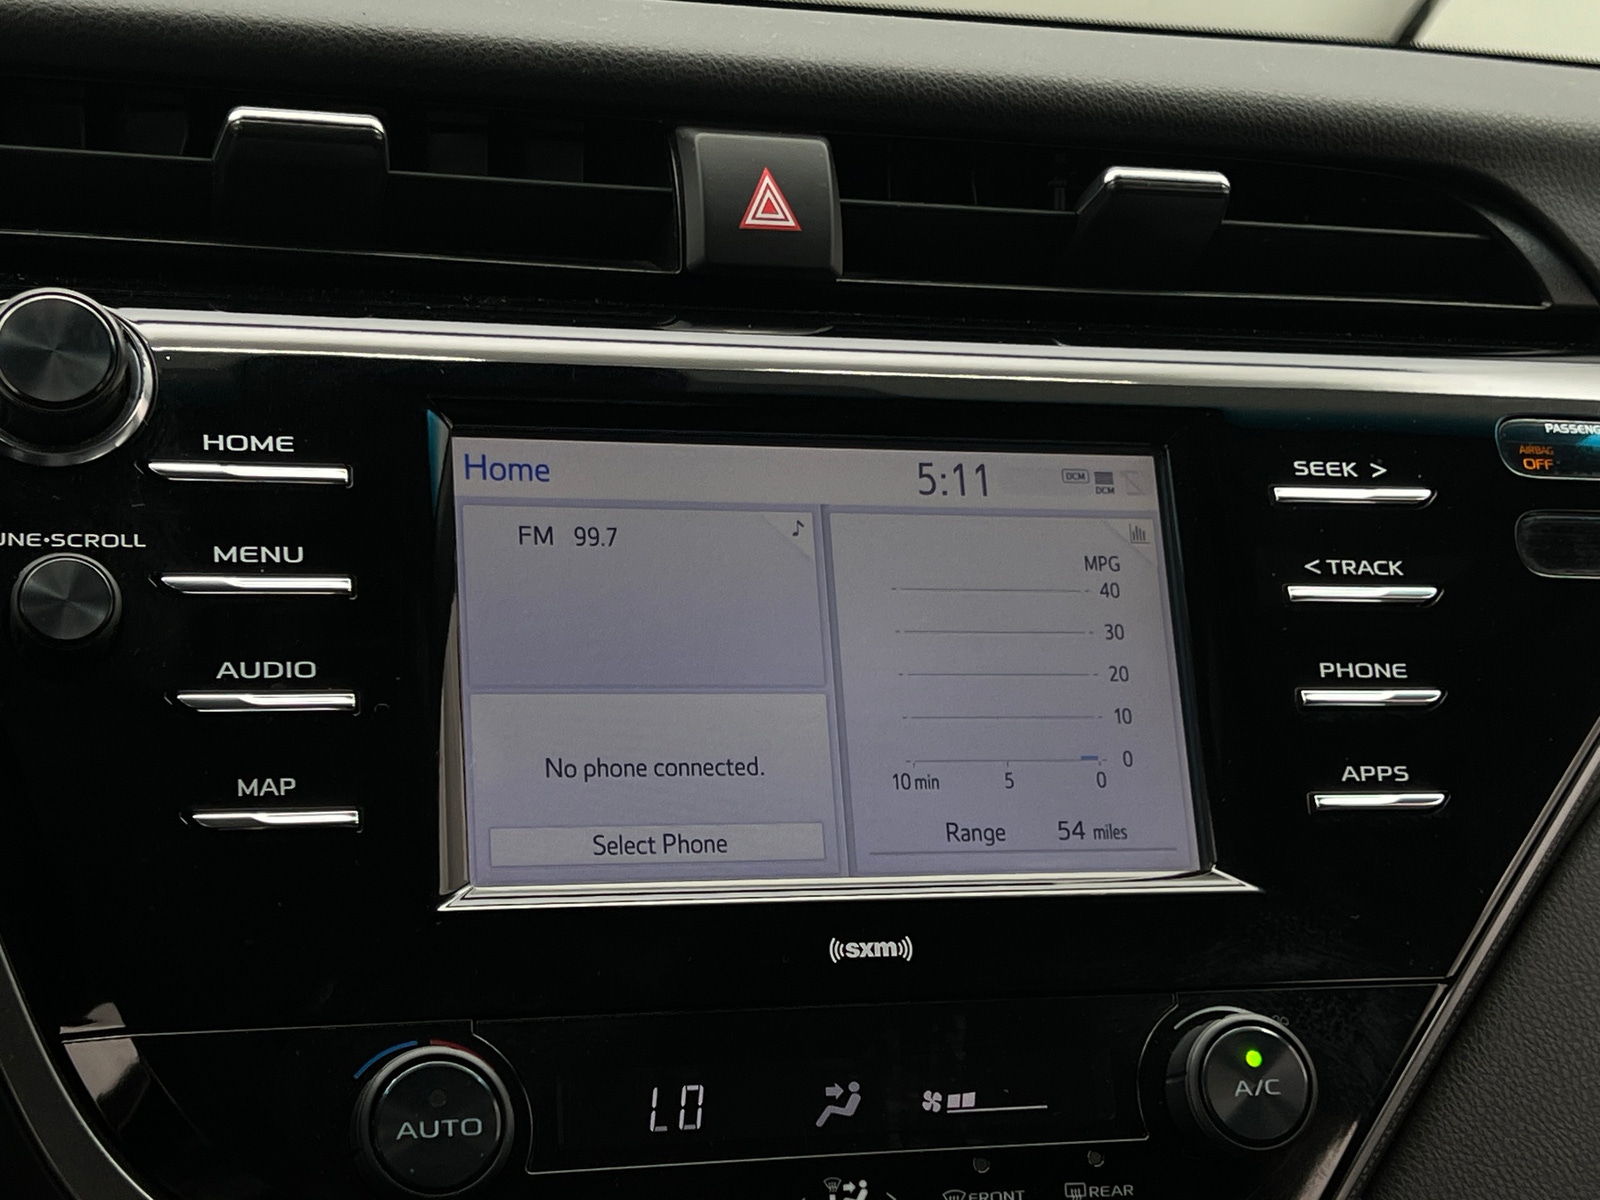 HOME
MENU
AUDIO
MAP
UNE•SCROLL
Home
5:11
DCM
DCM
FM 99.7
No phone connected.
Select Phone
MPG
40
30
20
10
0
10 min 5 0
Range 54 miles
SEEK >
< TRACK
PHONE
APPS
PASSENG
AIRBAG
OFF
((sxm))
AUTO
LO
A/C
FRONT
REAR